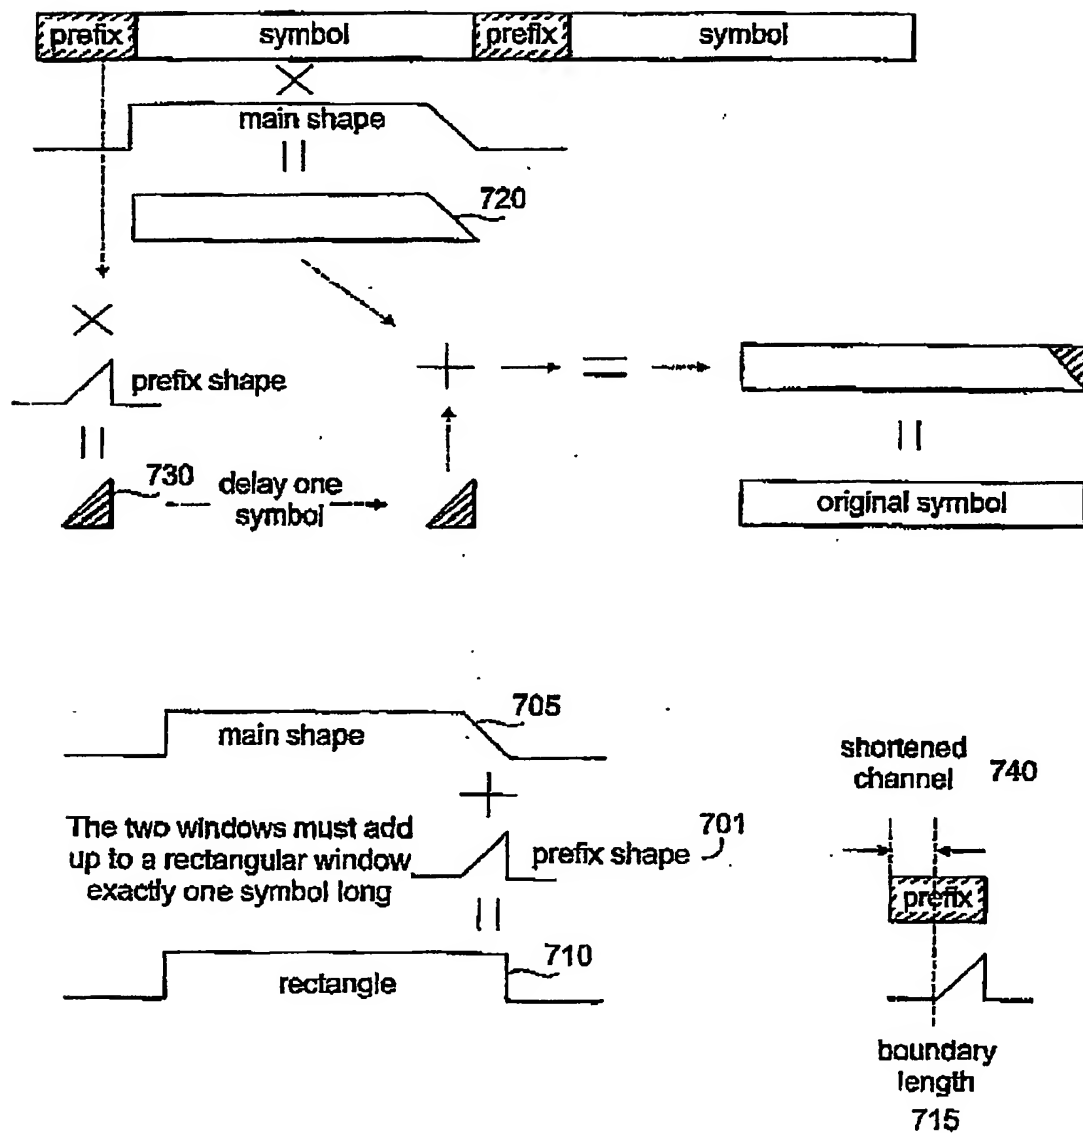 prefix symbol prefix symbol
main shape
720
prefix shape
730
delay one
symbol
original symbol
705
main shape
The two windows must add
up to a rectangular window
exactly one symbol long
prefix shape 701
710
rectangle
shortened
channel 740
prefix
boundary
length
715